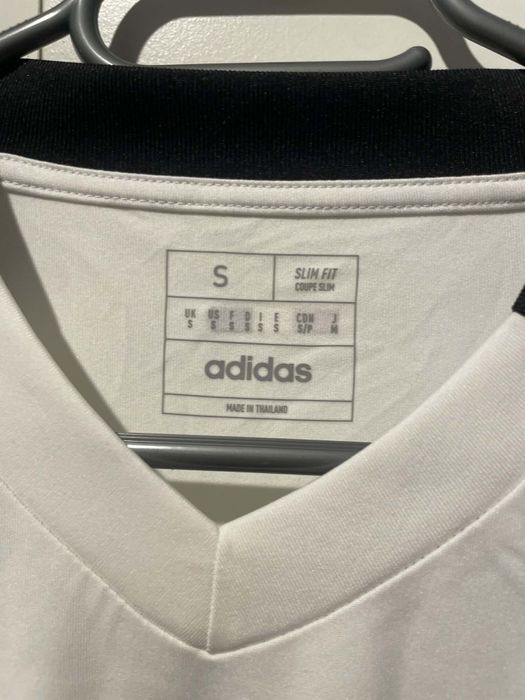 S
SLIM FIT
COUPE SLIM
UK US F D I E CDN J
S S S S S S S/P M
adidas
MADE IN THAILAND